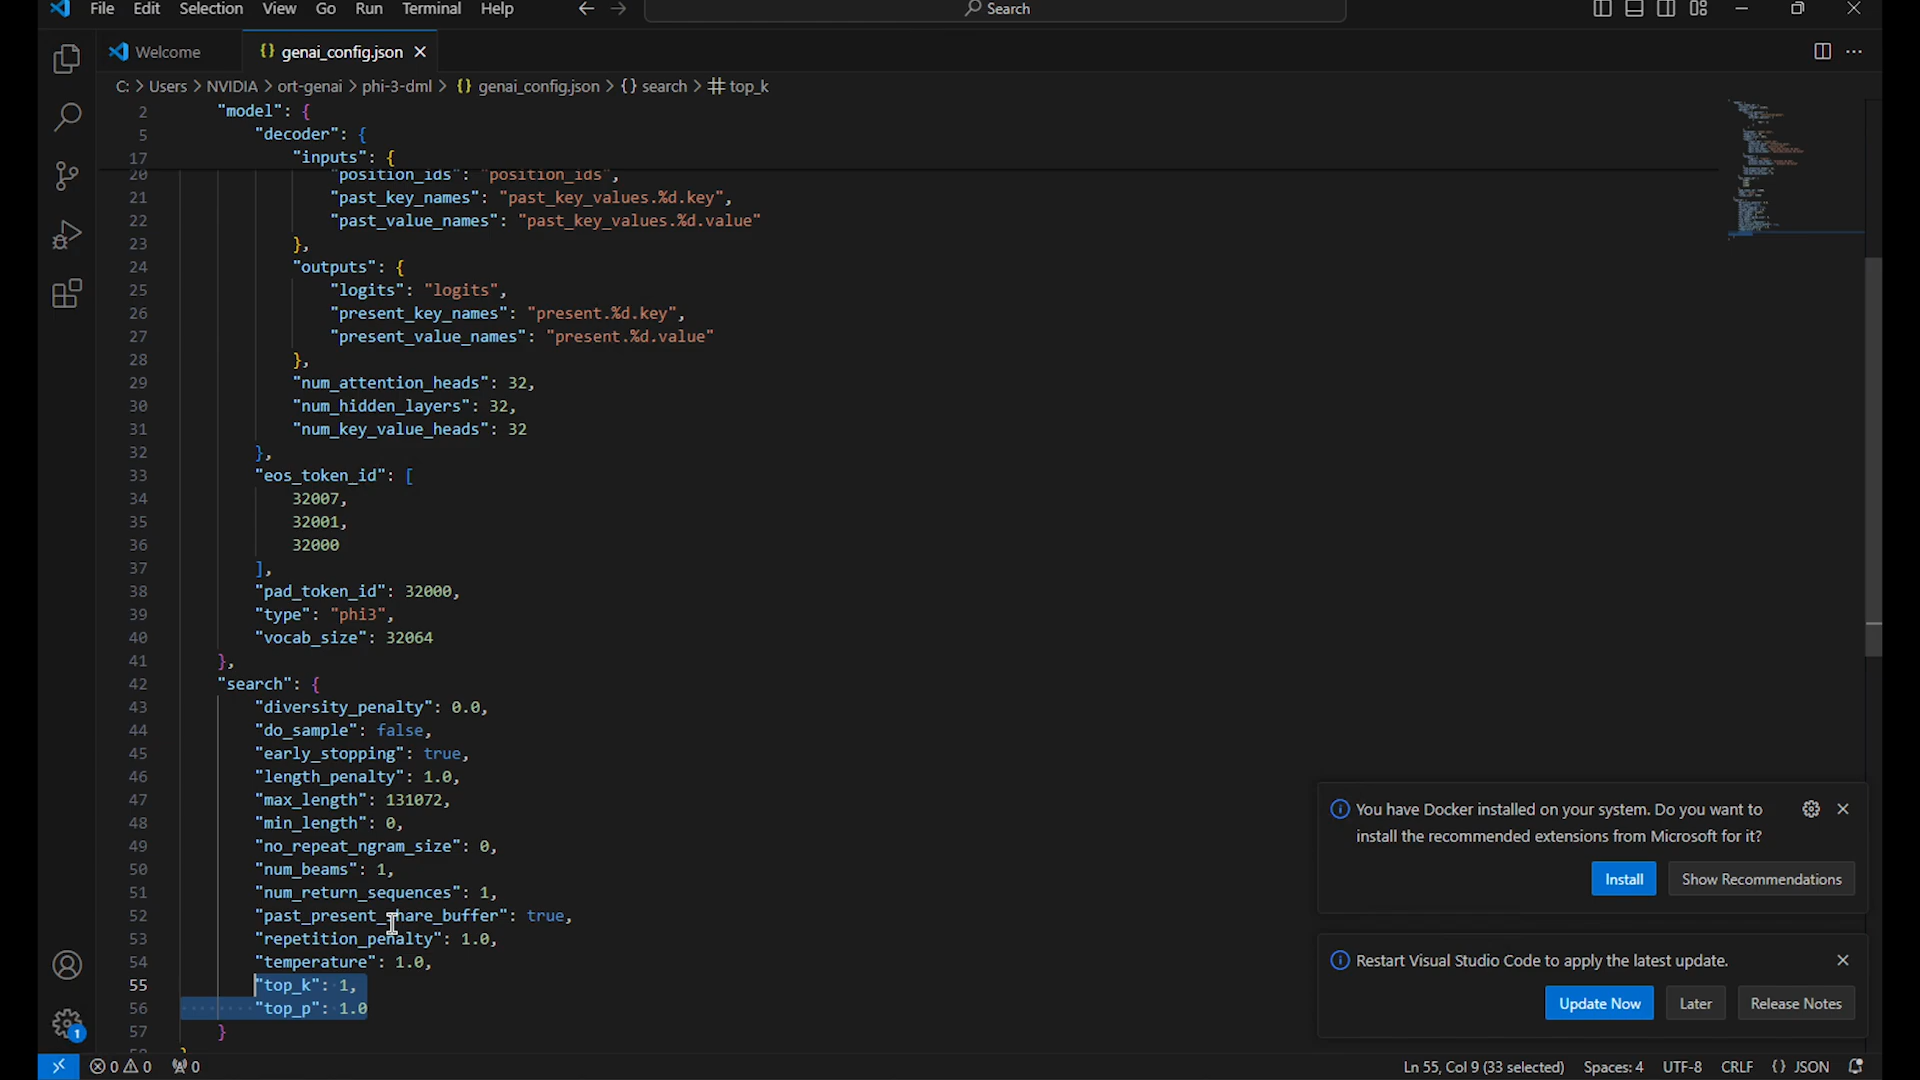 File Edit Selection View Go Run Terminal Help
Search
Welcome
{} genai_config.json
C: > Users > NVIDIA > ort-genai > phi-3-dml > {} genai_config.json > {} search > # top_k
2 "model": {
5 "decoder": {
17 "inputs": {
20 "position_ids": "position_ids",
21 "past_key_names": "past_key_values.%d.key",
22 "past_value_names": "past_key_values.%d.value"
23 },
24 "outputs": {
25 "logits": "logits",
26 "present_key_names": "present.%d.key",
27 "present_value_names": "present.%d.value"
28 },
29 "num_attention_heads": 32,
30 "num_hidden_layers": 32,
31 "num_key_value_heads": 32
32 },
33 "eos_token_id": [
34 32007,
35 32001,
36 32000
37 ],
38 "pad_token_id": 32000,
39 "type": "phi3",
40 "vocab_size": 32064
41 },
42 "search": {
43 "diversity_penalty": 0.0,
44 "do_sample": false,
45 "early_stopping": true,
46 "length_penalty": 1.0,
47 "max_length": 131072,
48 "min_length": 0,
49 "no_repeat_ngram_size": 0,
50 "num_beams": 1,
51 "num_return_sequences": 1,
52 "past_present_share_buffer": true,
53 "repetition_penalty": 1.0,
54 "temperature": 1.0,
55 "top_k": 1,
56 "top_p": 1.0
57 }
You have Docker installed on your system. Do you want to
install the recommended extensions from Microsoft for it?
Install Show Recommendations
Restart Visual Studio Code to apply the latest update.
Update Now Later Release Notes
1
0 0 0
Ln 55, Col 9 (33 selected) Spaces: 4 UTF-8 CRLF {} JSON